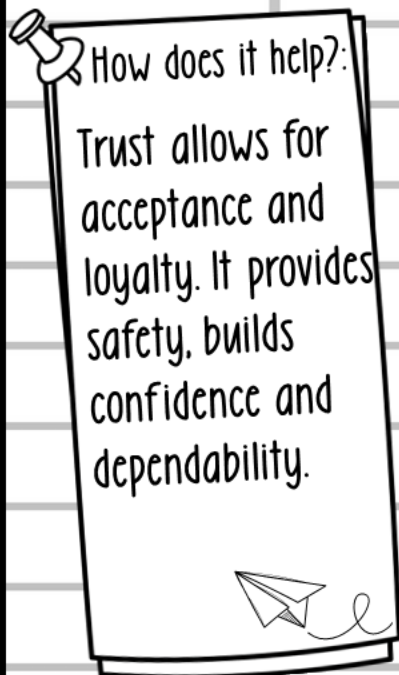 How does it help?:
Trust allows for
acceptance and
loyalty. It provides
safety, builds
confidence and
dependability.